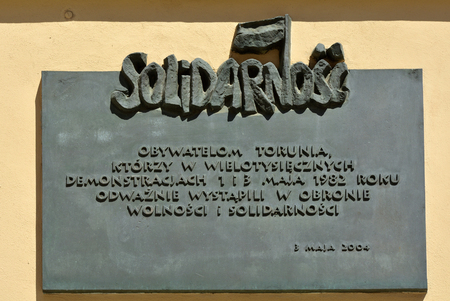 SOLIDARNOŚĆ
OBYWATELOM TORUNIA,
KTÓRZY W WIELOTYSIĘCZNYCH
DEMONSTRACJACH 1 I 3 MAJA 1982 ROKU
ODWAŻNIE WYSTĄPILI W OBRONIE
WOLNOŚCI I SOLIDARNOŚCI
3 MAJA 2004